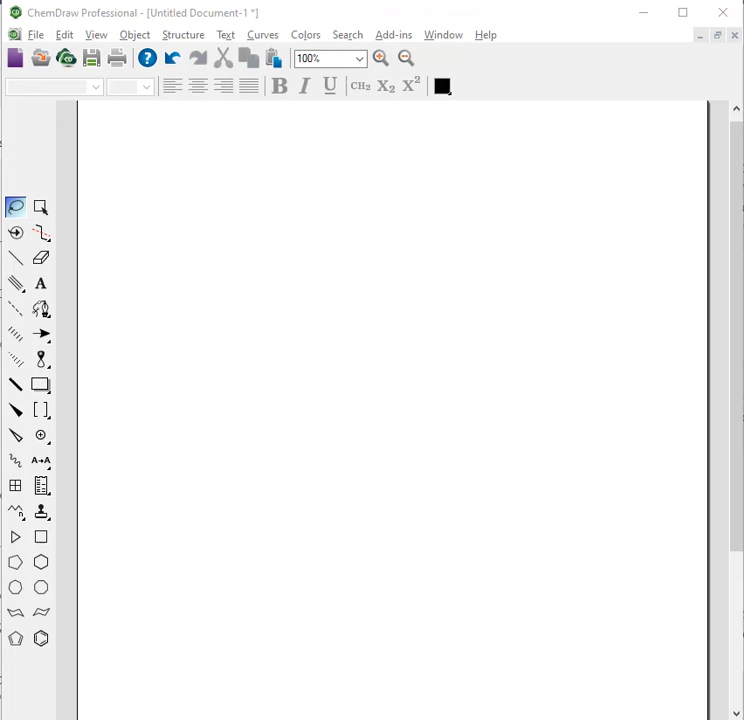 ChemDraw Professional - [Untitled Document-1 *]
File Edit View Object Structure Text Curves Colors Search Add-ins Window Help
100%
B I U CH2 X2 X2
A
A→A
n